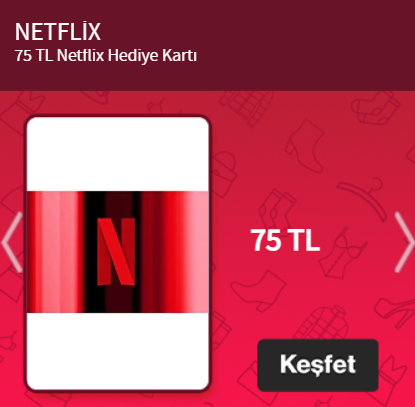 NETFLİX
75 TL Netflix Hediye Kartı
N
75 TL
Keşfet